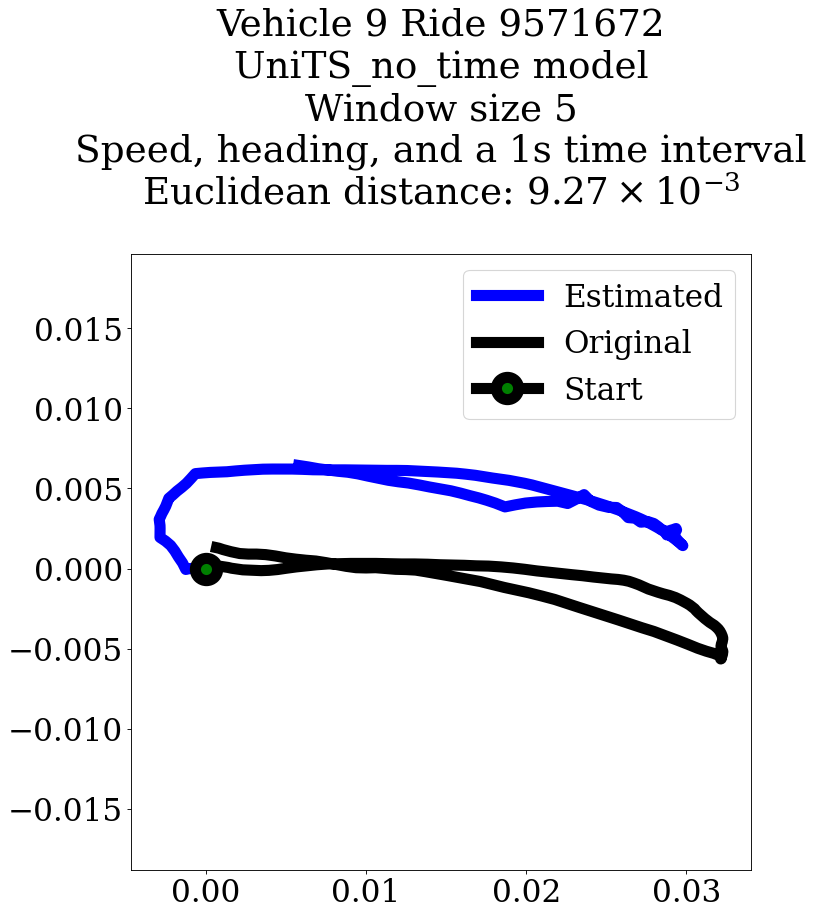 Vehicle 9 Ride 9571672
UniTS_no_time model
Window size 5
Speed, heading, and a 1s time interval
Euclidean distance: 9.27 × 10⁻³
Estimated
Original
Start
0.015
0.010
0.005
0.000
−0.005
−0.010
−0.015
0.00 0.01 0.02 0.03